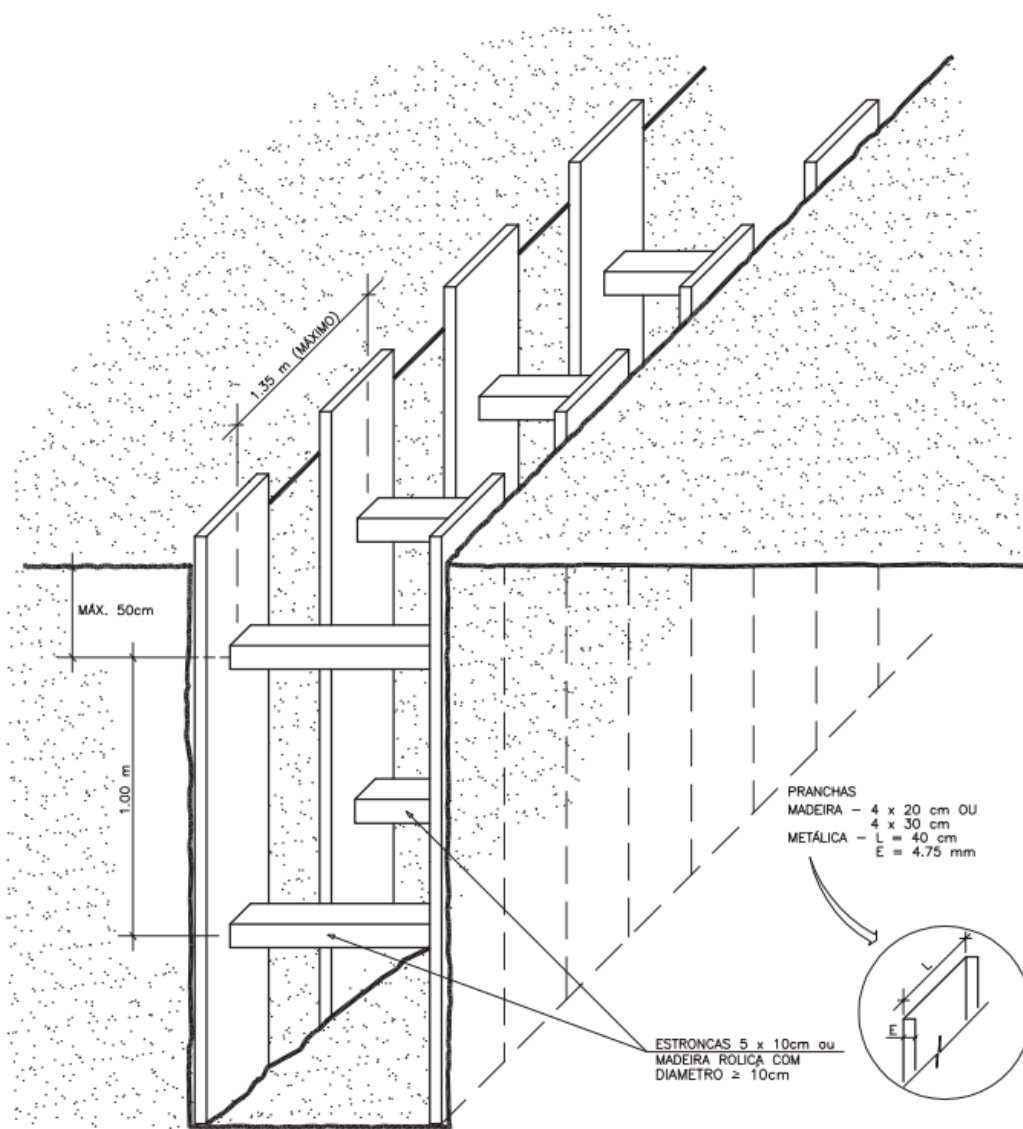 1.35 m (MÁXIMO)
MÁX. 50cm
1.00 m
PRANCHAS
MADEIRA – 4 x 20 cm OU
4 x 30 cm
METÁLICA – L = 40 cm
E = 4.75 mm
L
E
ESTRONCAS 5 x 10cm ou
MADEIRA ROLIÇA COM
DIAMETRO ≥ 10cm